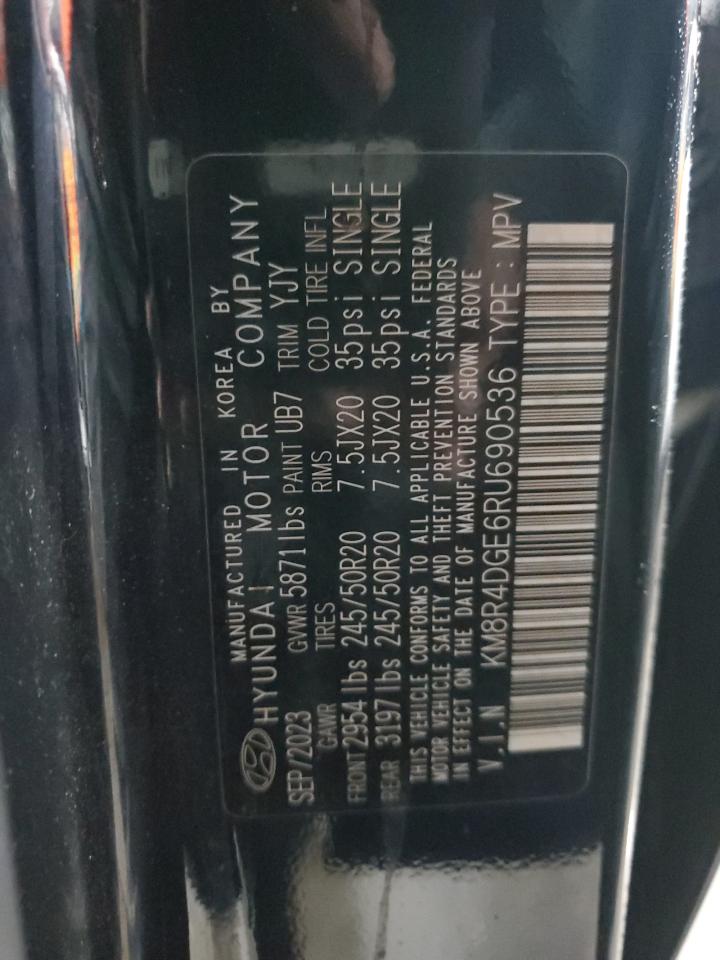 MANUFACTURED IN KOREA BY
HYUNDAI MOTOR COMPANY
SEP/2023 GVWR 5871lbs PAINT UB7 TRIM YJY
GAWR TIRES RIMS COLD TIRE INFL
FRONT 2954 lbs 245/50R20 7.5JX20 35psi SINGLE
REAR 3197 lbs 245/50R20 7.5JX20 35psi SINGLE
THIS VEHICLE CONFORMS TO ALL APPLICABLE U.S.A. FEDERAL
MOTOR VEHICLE SAFETY AND THEFT PREVENTION STANDARDS
IN EFFECT ON THE DATE OF MANUFACTURE SHOWN ABOVE
V.I.N KM8R4DGE6RU690536 TYPE : MPV